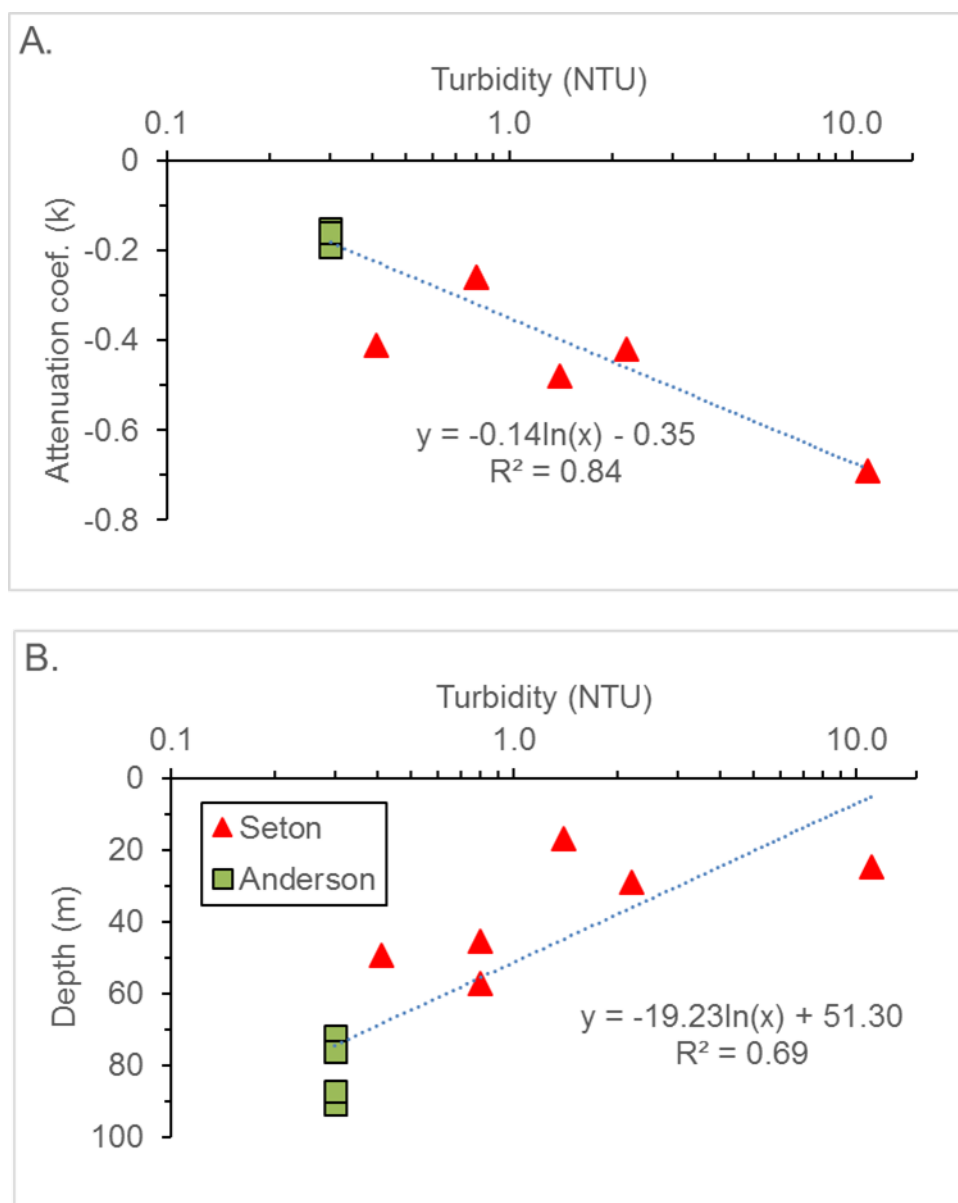 A.
Turbidity (NTU)
0.1 1.0 10.0
0
-0.2
-0.4
-0.6
-0.8
Attenuation coef. (k)
y = -0.14ln(x) - 0.35
R² = 0.84
B.
Turbidity (NTU)
0.1 1.0 10.0
0
20
40
60
80
100
Depth (m)
Seton
Anderson
y = -19.23ln(x) + 51.30
R² = 0.69